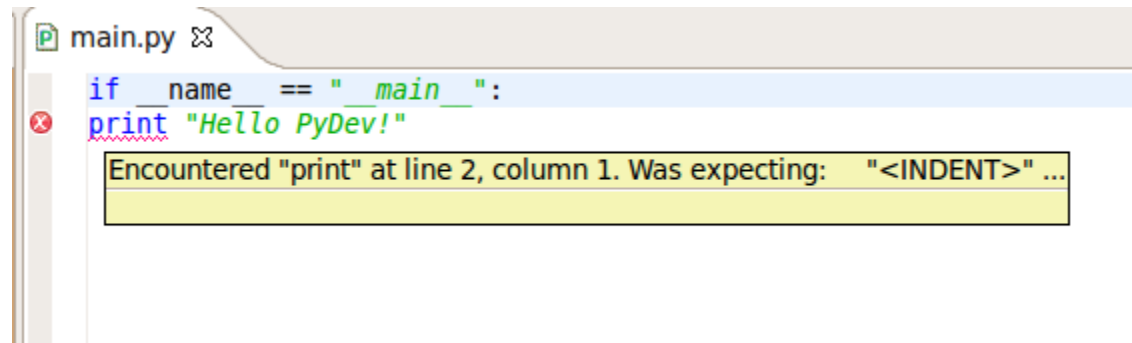 P main.py
if __name__ == "__main__":
print "Hello PyDev!"
Encountered "print" at line 2, column 1. Was expecting: "<INDENT>" ...